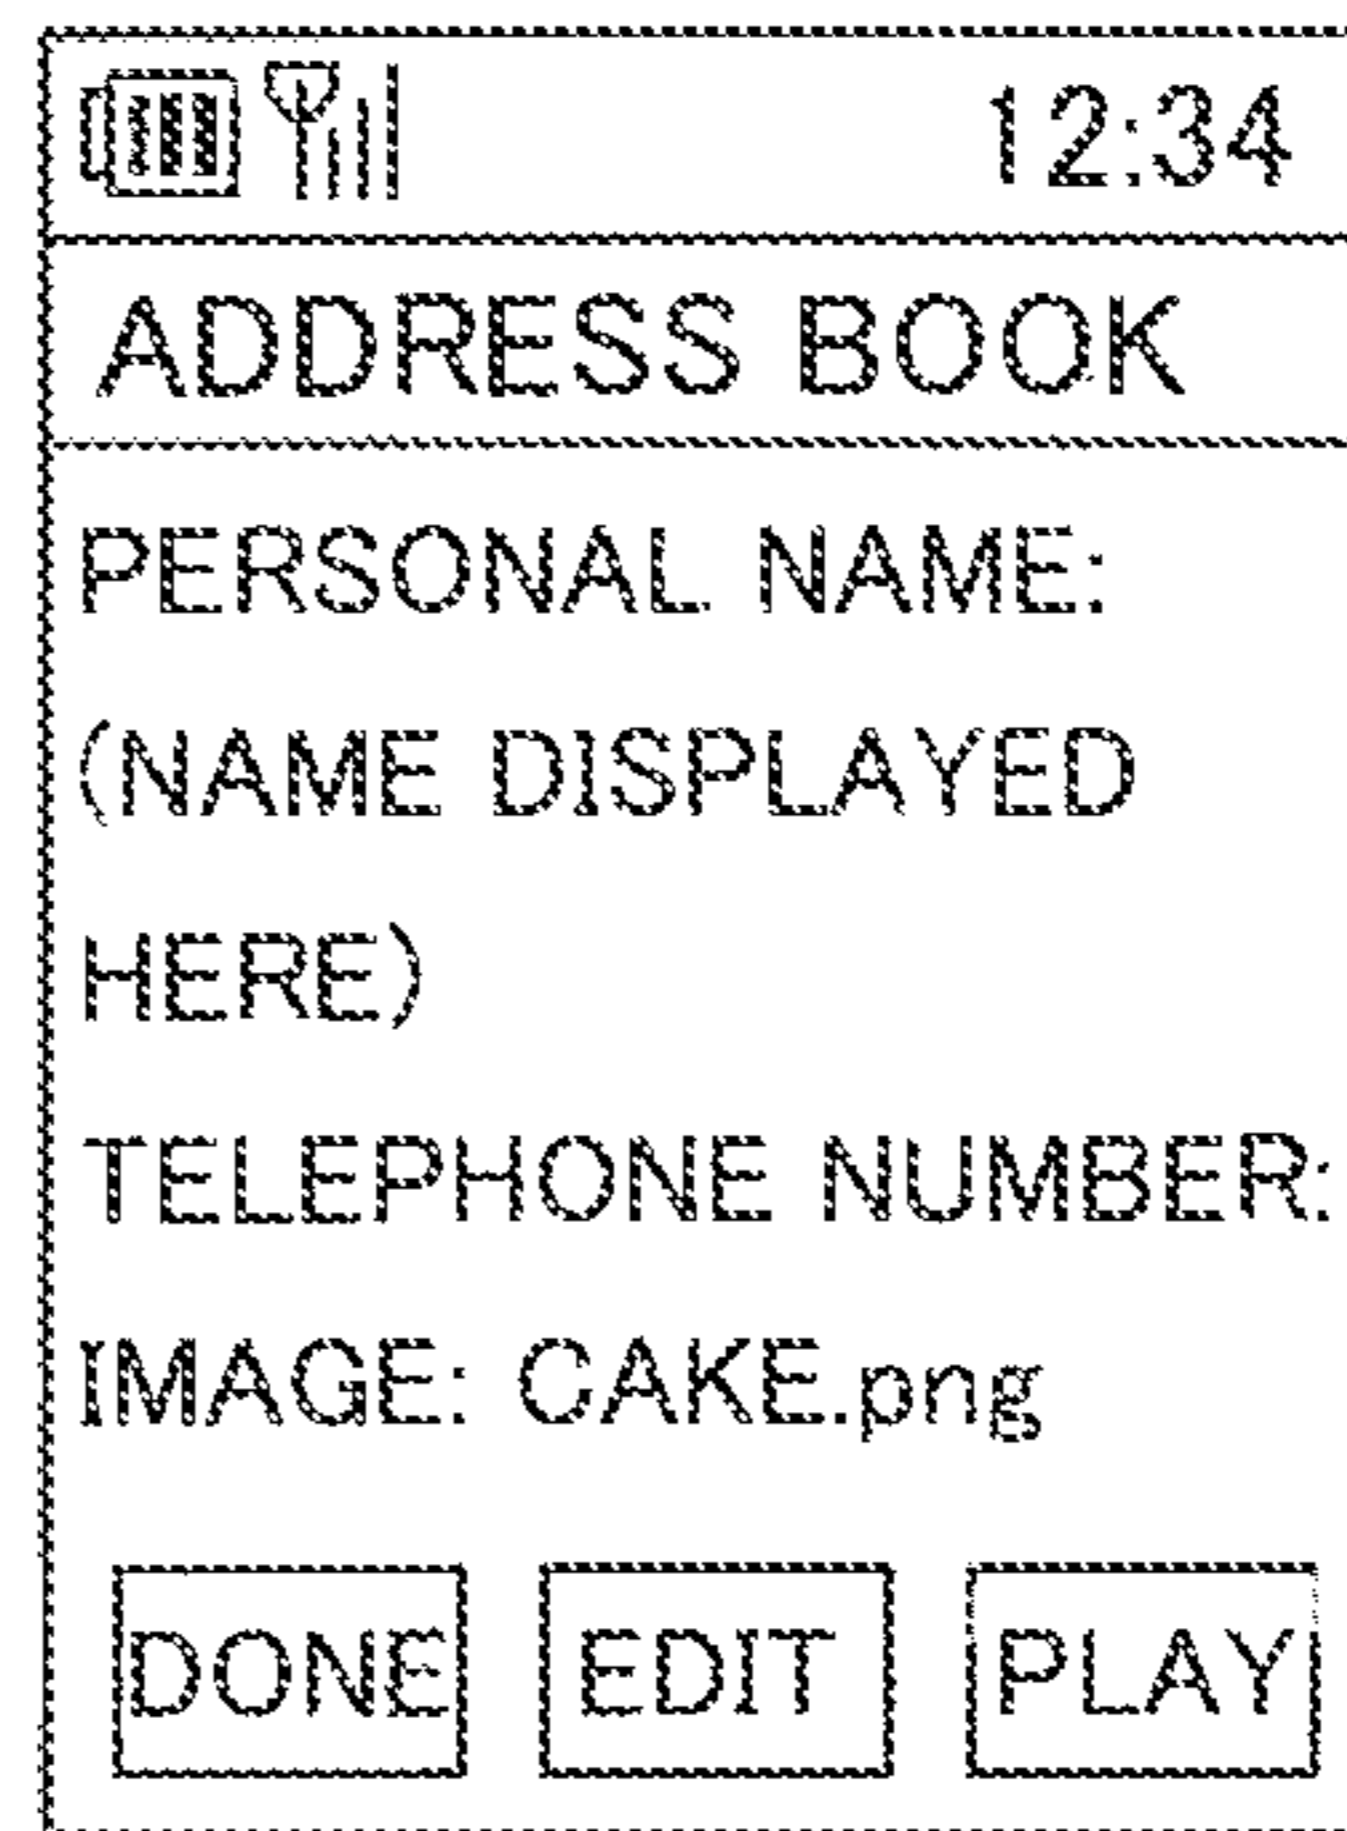 12:34
ADDRESS BOOK
PERSONAL NAME:
(NAME DISPLAYED
HERE)
TELEPHONE NUMBER:
IMAGE: CAKE.png
DONE EDIT PLAY